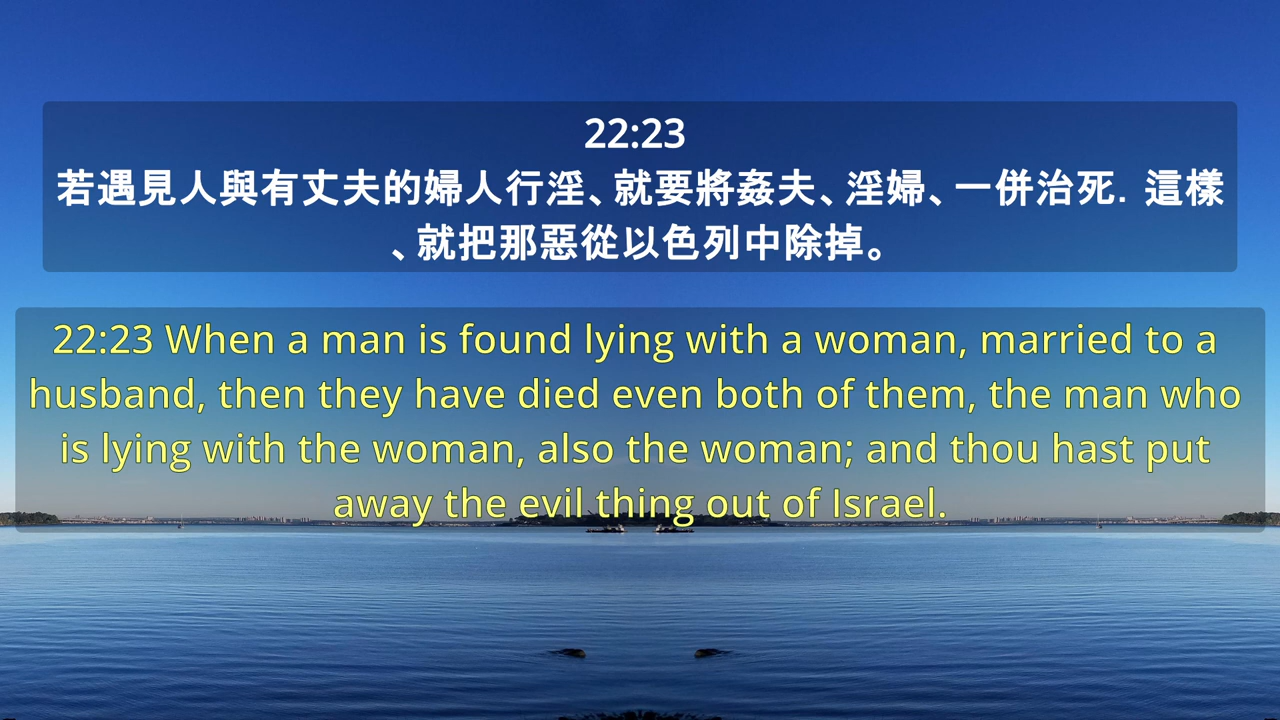 22:23
若遇見人與有丈夫的婦人行淫、就要將姦夫、淫婦、一併治死．這樣
、就把那惡從以色列中除掉。
22:23 When a man is found lying with a woman, married to a
husband, then they have died even both of them, the man who
is lying with the woman, also the woman; and thou hast put
away the evil thing out of Israel.